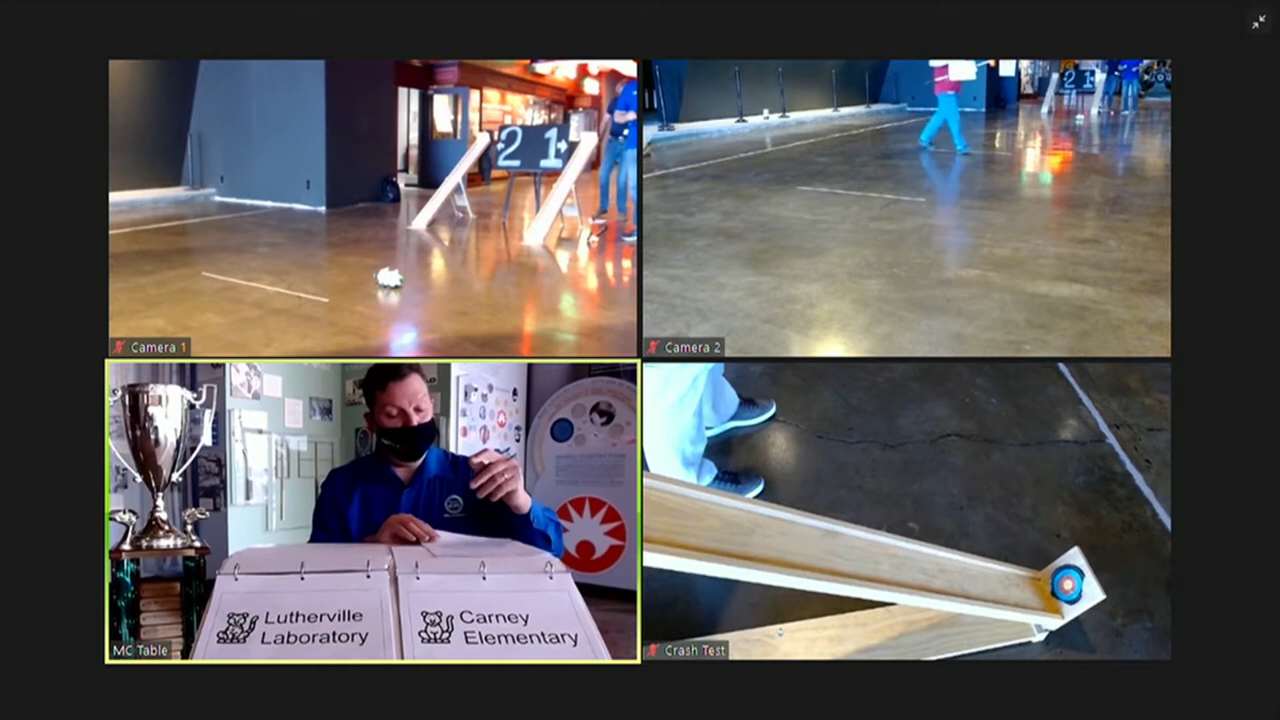 2 1
Camera 1
2 1
Camera 2
Lutherville
Laboratory
Carney
Elementary
MC Table
Crash Test